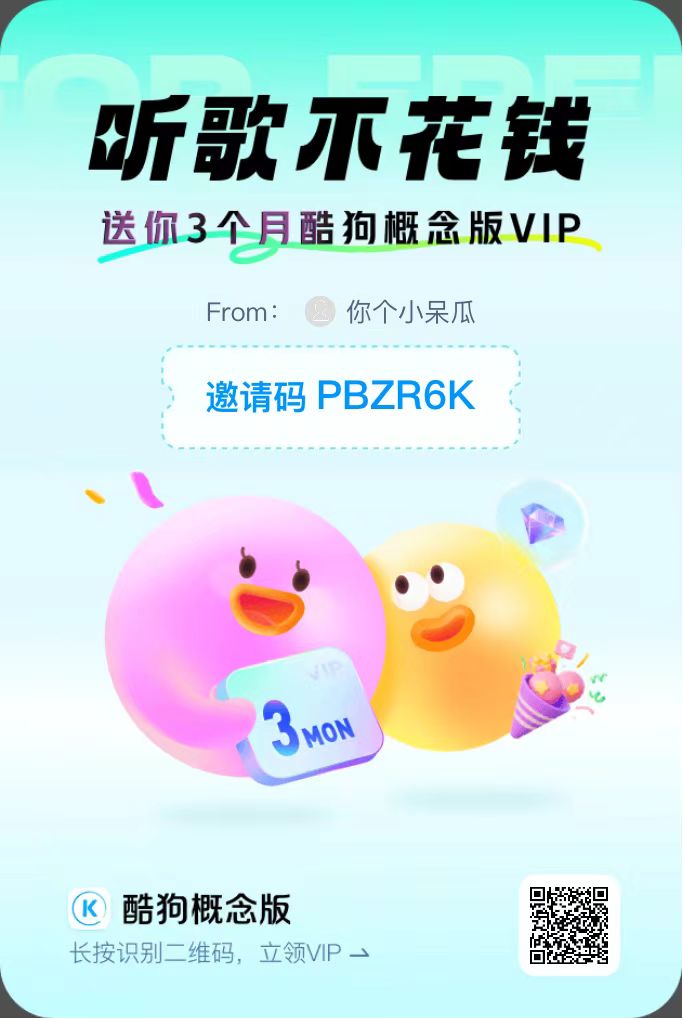 听歌不花钱
送你3个月酷狗概念版VIP
From： 你个小呆瓜
邀请码 PBZR6K
VIP
3 MON
K 酷狗概念版
长按识别二维码，立领VIP →